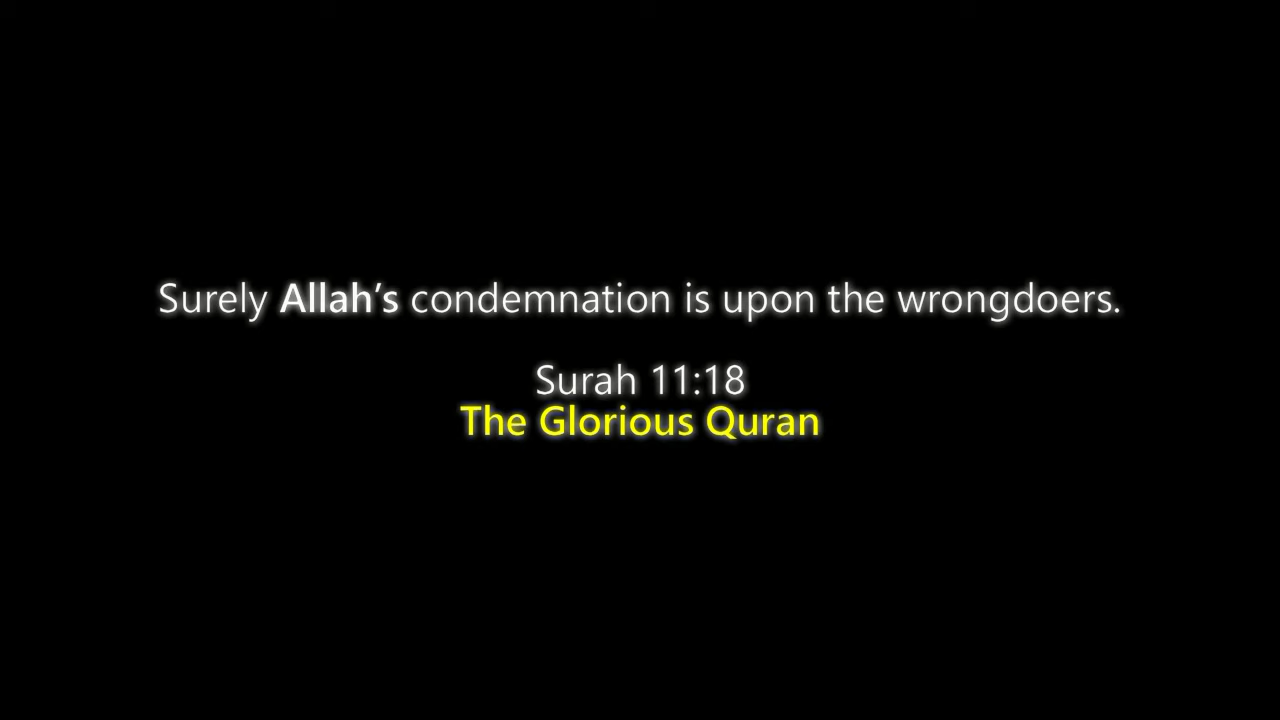 Surely Allah’s condemnation is upon the wrongdoers.
Surah 11:18
The Glorious Quran